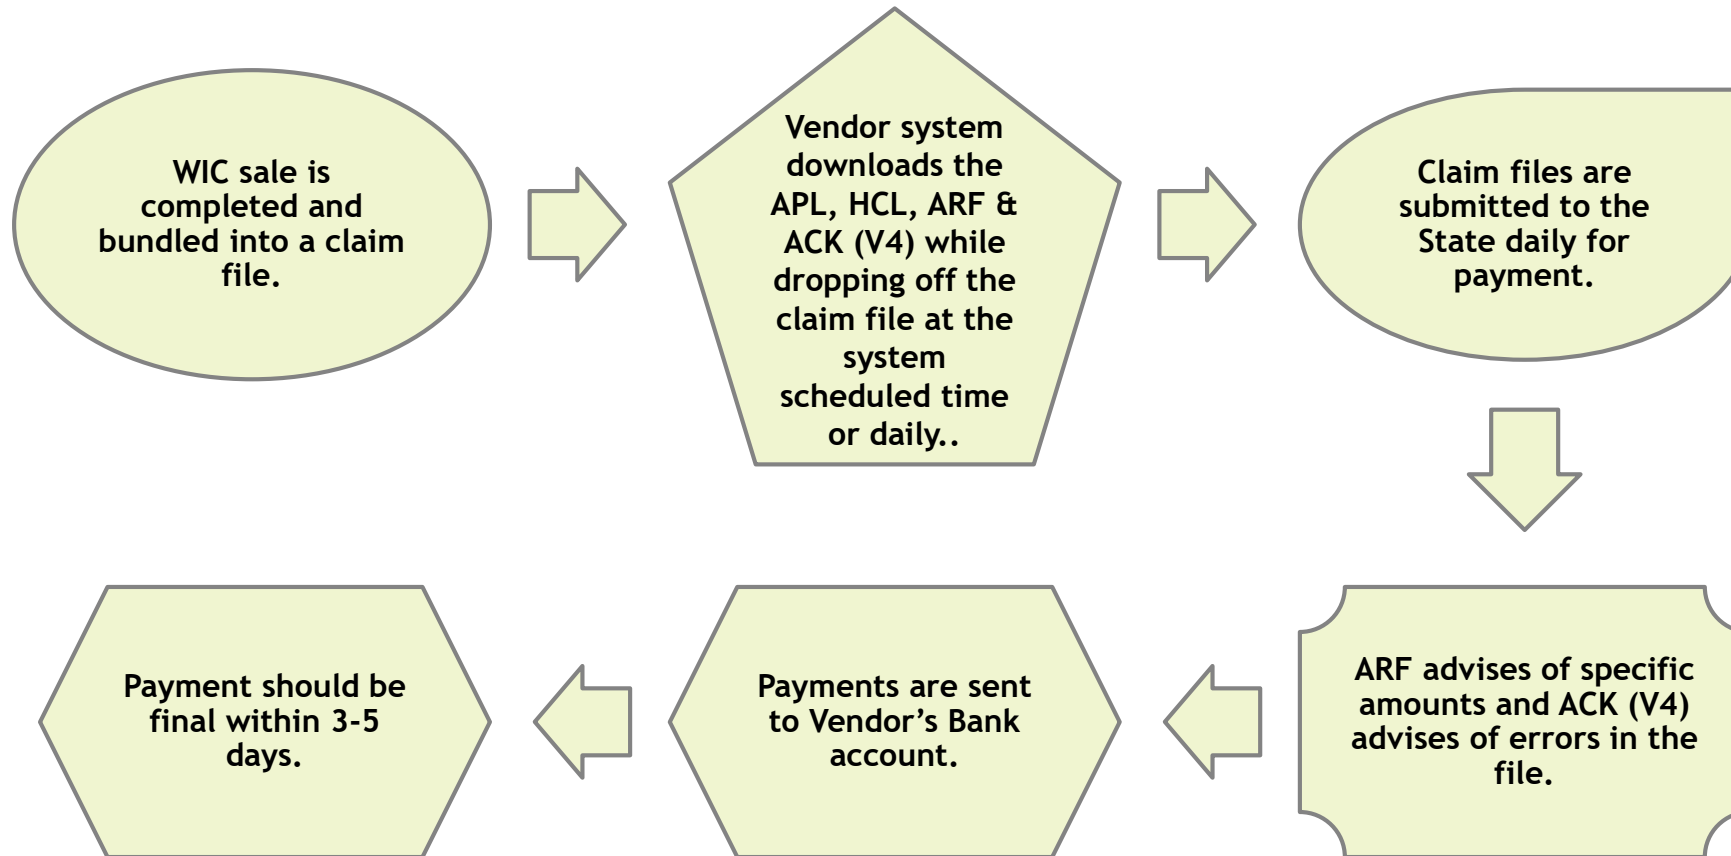 WIC sale is
completed and
bundled into a claim
file.
Vendor system
downloads the
APL, HCL, ARF &
ACK (V4) while
dropping off the
claim file at the
system
scheduled time
or daily..
Claim files are
submitted to the
State daily for
payment.
ARF advises of specific
amounts and ACK (V4)
advises of errors in the
file.
Payments are sent
to Vendor’s Bank
account.
Payment should be
final within 3-5
days.